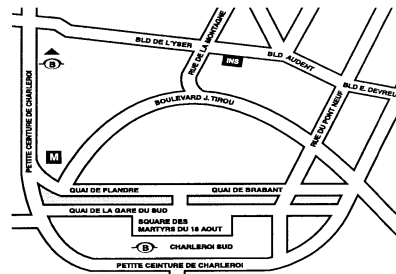 BLD DE L'YSER
RUE DE LA MONTAGNE
INS
BLD AUDENT
BLD E. DEVREU
B
PETITE CEINTURE DE CHARLEROI
BOULEVARD J. TIROU
RUE DU PONT NEUF
M
QUAI DE FLANDRE
QUAI DE BRABANT
QUAI DE LA GARE DU SUD
SQUARE DES
MARTYRS DU 18 AOUT
B
CHARLEROI SUD
PETITE CEINTURE DE CHARLEROI